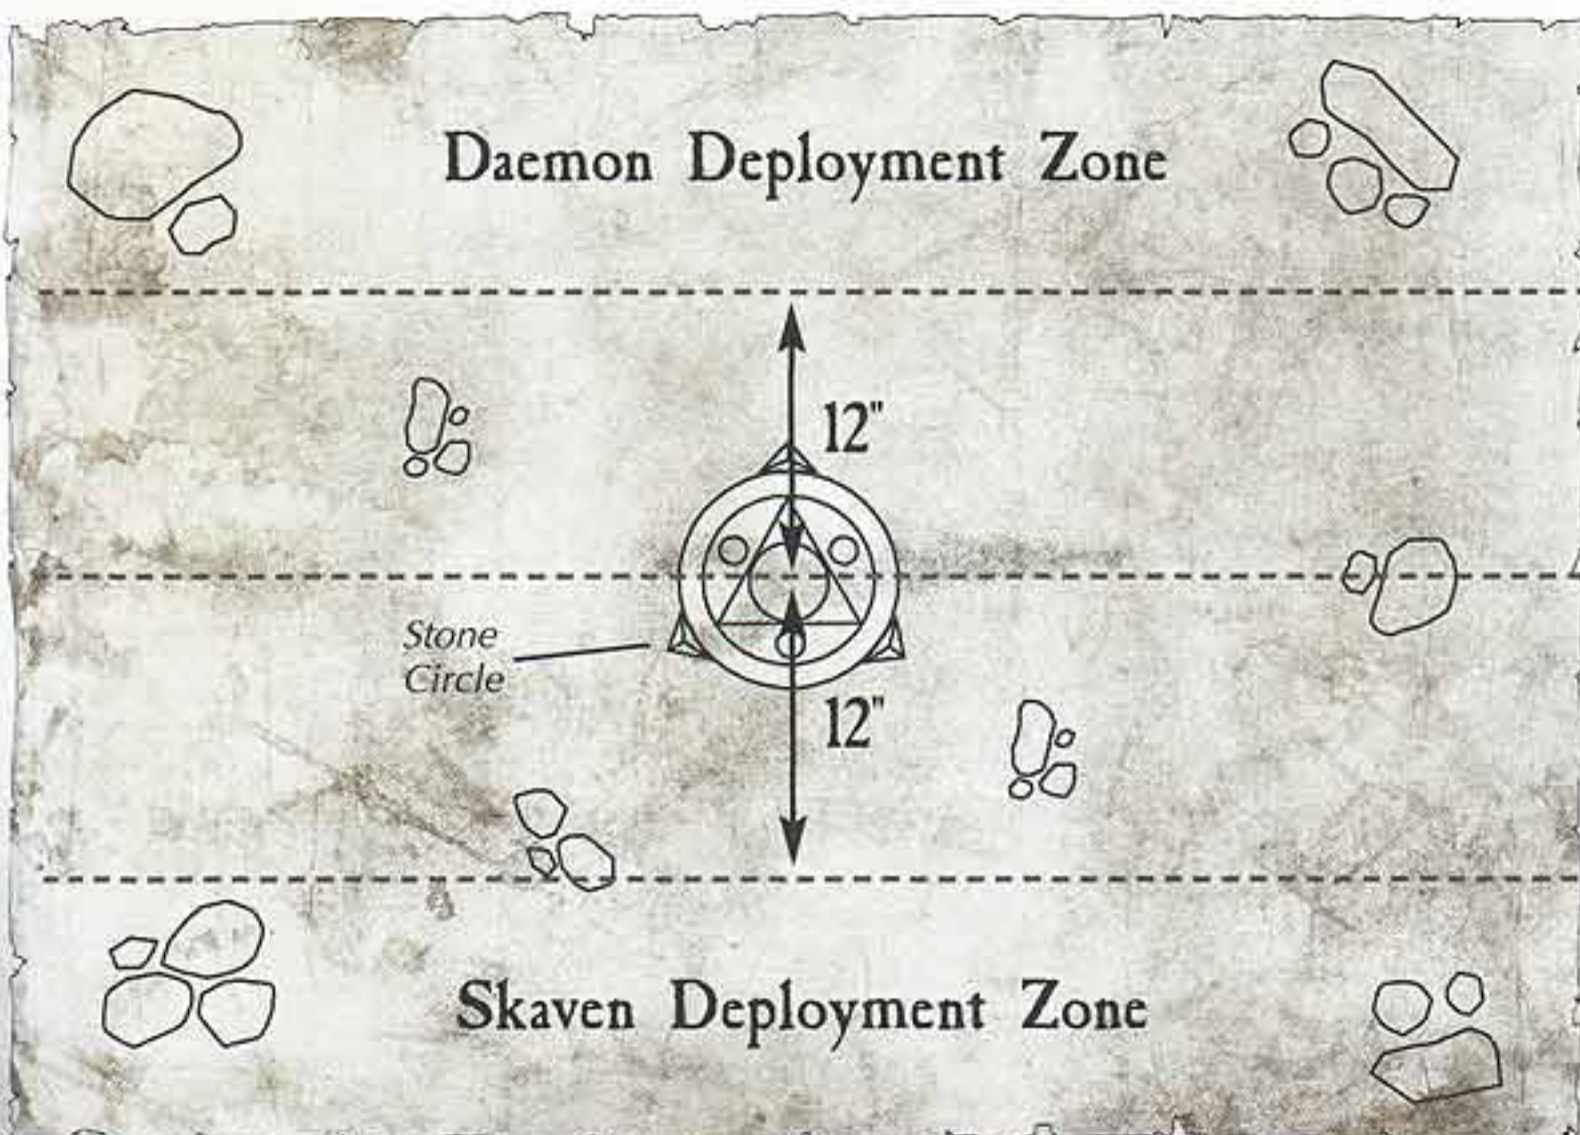 Daemon Deployment Zone
12"
Stone
Circle
12"
Skaven Deployment Zone